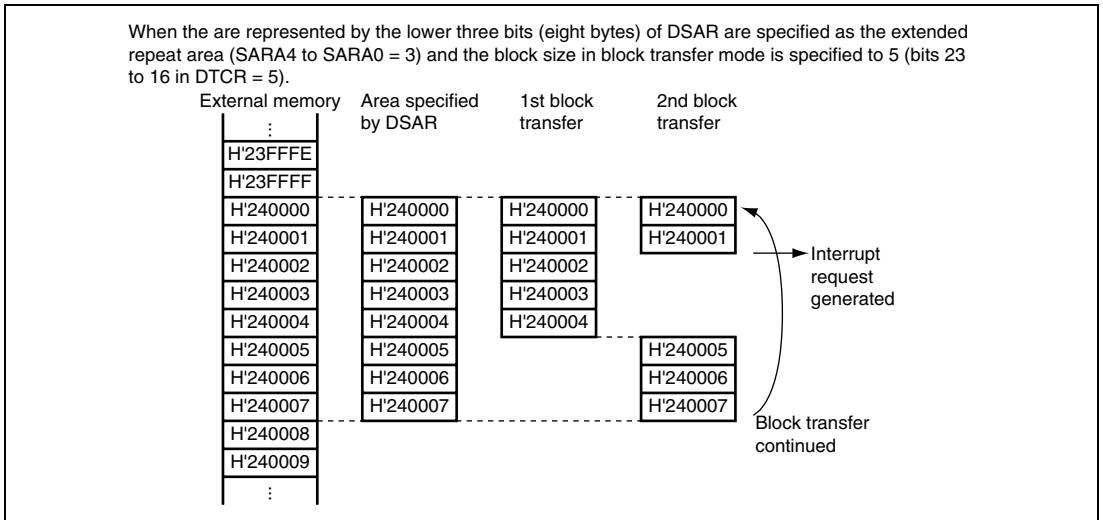 When the are represented by the lower three bits (eight bytes) of DSAR are specified as the extended
repeat area (SARA4 to SARA0 = 3) and the block size in block transfer mode is specified to 5 (bits 23
to 16 in DTCR = 5).
External memory
Area specified
by DSAR
1st block
transfer
2nd block
transfer
⋮
H'23FFFE
H'23FFFF
H'240000 H'240000 H'240000 H'240000
H'240001 H'240001 H'240001 H'240001
H'240002 H'240002 H'240002
H'240003 H'240003 H'240003
H'240004 H'240004 H'240004
H'240005 H'240005 H'240005
H'240006 H'240006 H'240006
H'240007 H'240007 H'240007
H'240008
H'240009
⋮
Interrupt
request
generated
Block transfer
continued